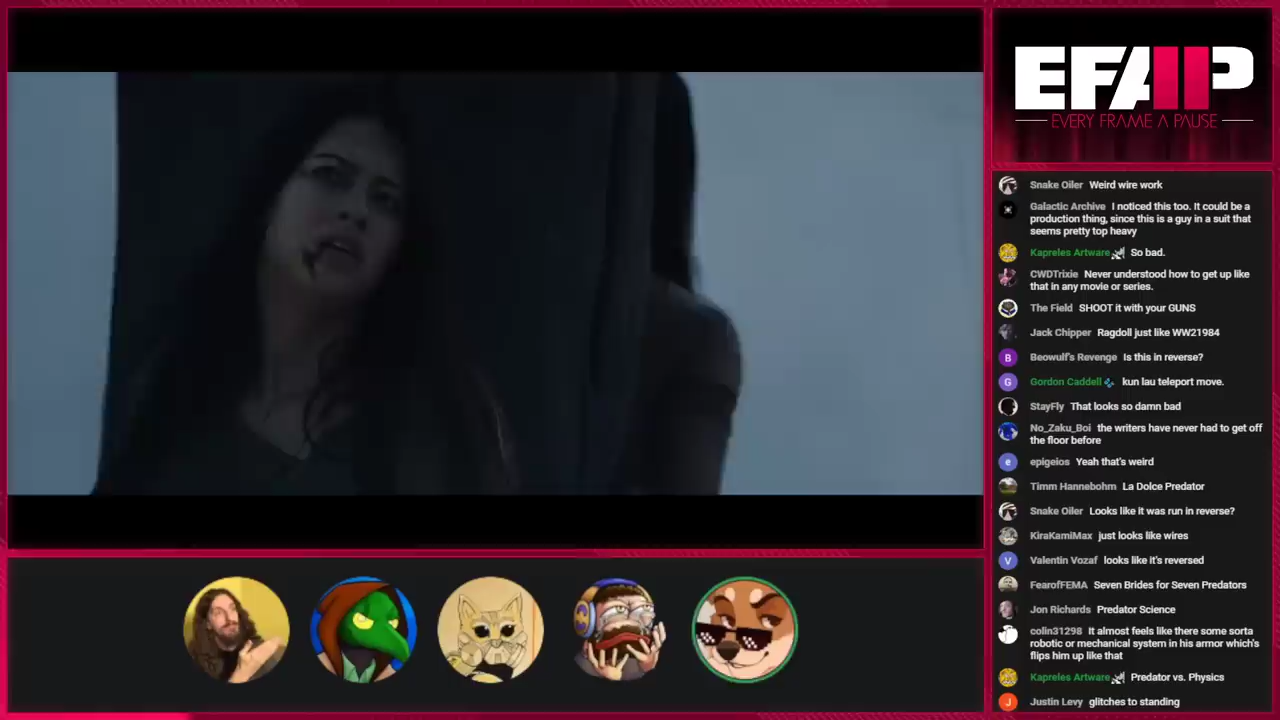 EFAP
EVERY FRAME A PAUSE
Snake Oiler Weird wire work
Galactic Archive I noticed this too. It could be a
production thing, since this is a guy in a suit that
seems pretty top heavy
Kapreles Artware So bad.
CWDTrixie Never understood how to get up like
that in any movie or series.
The Field SHOOT it with your GUNS
Jack Chipper Ragdoll just like WW21984
B Beowulf's Revenge Is this in reverse?
G Gordon Caddell kun lau teleport move.
StayFly That looks so damn bad
No_Zaku_Boi the writers have never had to get off
the floor before
e epigeios Yeah that's weird
Timm Hannebohm La Dolce Predator
Snake Oiler Looks like it was run in reverse?
KiraKamiMax just looks like wires
V Valentin Vozaf looks like it's reversed
FearofFEMA Seven Brides for Seven Predators
Jon Richards Predator Science
colin31298 It almost feels like there some sorta
robotic or mechanical system in his armor which's
flips him up like that
Kapreles Artware Predator vs. Physics
J Justin Levy glitches to standing